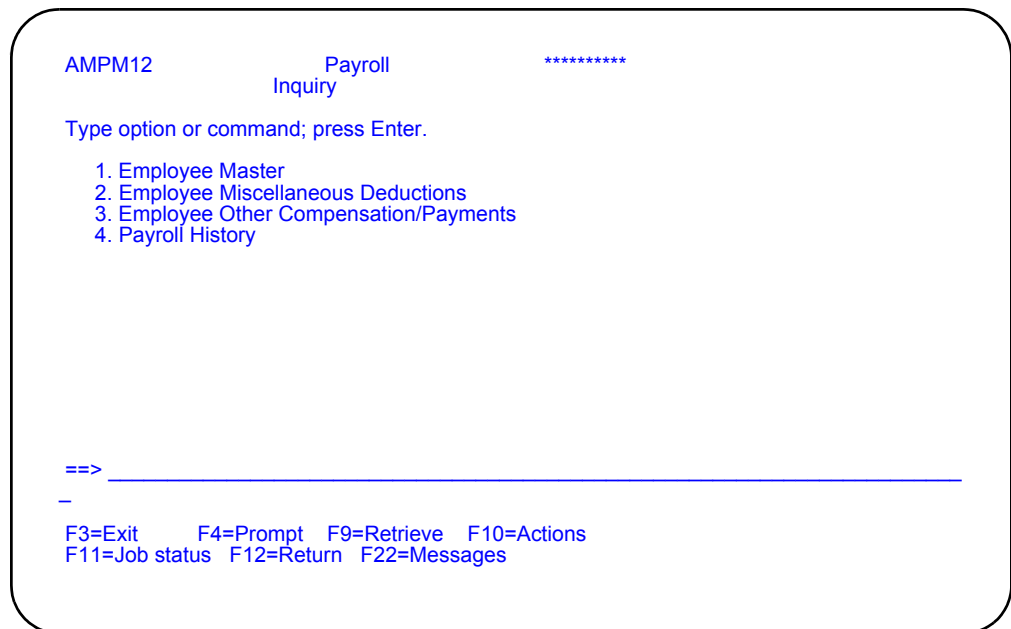 AMPM12 Payroll **********
Inquiry
Type option or command; press Enter.
1. Employee Master
2. Employee Miscellaneous Deductions
3. Employee Other Compensation/Payments
4. Payroll History
==> ______________________________________________________________________
_
F3=Exit F4=Prompt F9=Retrieve F10=Actions
F11=Job status F12=Return F22=Messages